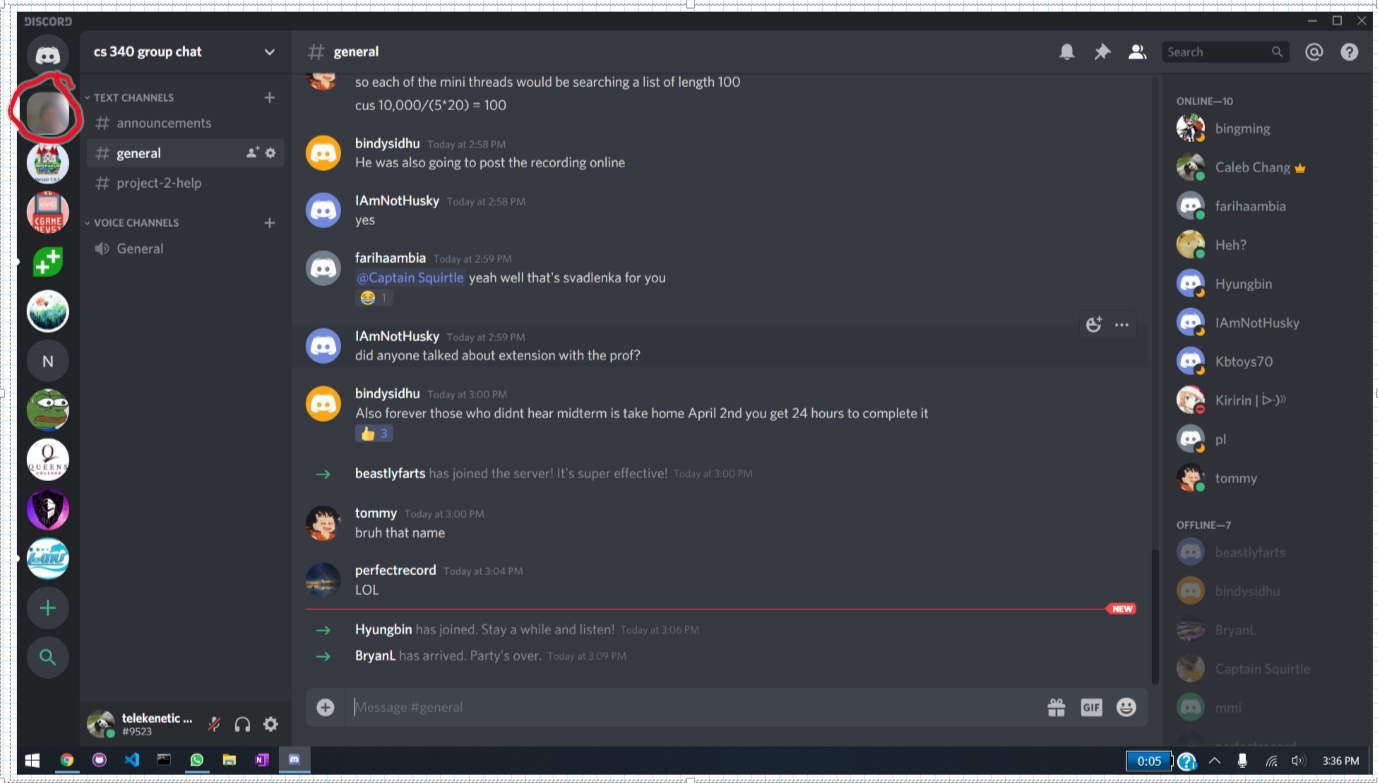 DISCORD
cs 340 group chat
# general
Search
TEXT CHANNELS
# announcements
# general
# project-2-help
VOICE CHANNELS
General
N
QUEENS
COLLEGE
CGAME
DEVS
telekenetic ...
#9523
so each of the mini threads would be searching a list of length 100
cus 10,000/(5*20) = 100
bindysidhu Today at 2:58 PM
He was also going to post the recording online
IAmNotHusky Today at 2:58 PM
yes
farihaambia Today at 2:59 PM
@Captain Squirtle yeah well that's svadlenka for you
😂 1
IAmNotHusky Today at 2:59 PM
did anyone talked about extension with the prof?
bindysidhu Today at 3:00 PM
Also forever those who didnt hear midterm is take home April 2nd you get 24 hours to complete it
👍 3
beastlyfarts has joined the server! It's super effective! Today at 3:00 PM
tommy Today at 3:00 PM
bruh that name
perfectrecord Today at 3:04 PM
LOL
NEW
Hyungbin has joined. Stay a while and listen! Today at 3:06 PM
BryanL has arrived. Party's over. Today at 3:09 PM
Message #general
GIF
ONLINE—10
bingming
Caleb Chang
farihaambia
Heh?
Hyungbin
IAmNotHusky
Kbtoys70
Kiririn | ᐅ·)⁾⁾
pl
tommy
OFFLINE—7
beastlyfarts
bindysidhu
BryanL
Captain Squirtle
mmi
perfectrecord
0:05
3:36 PM